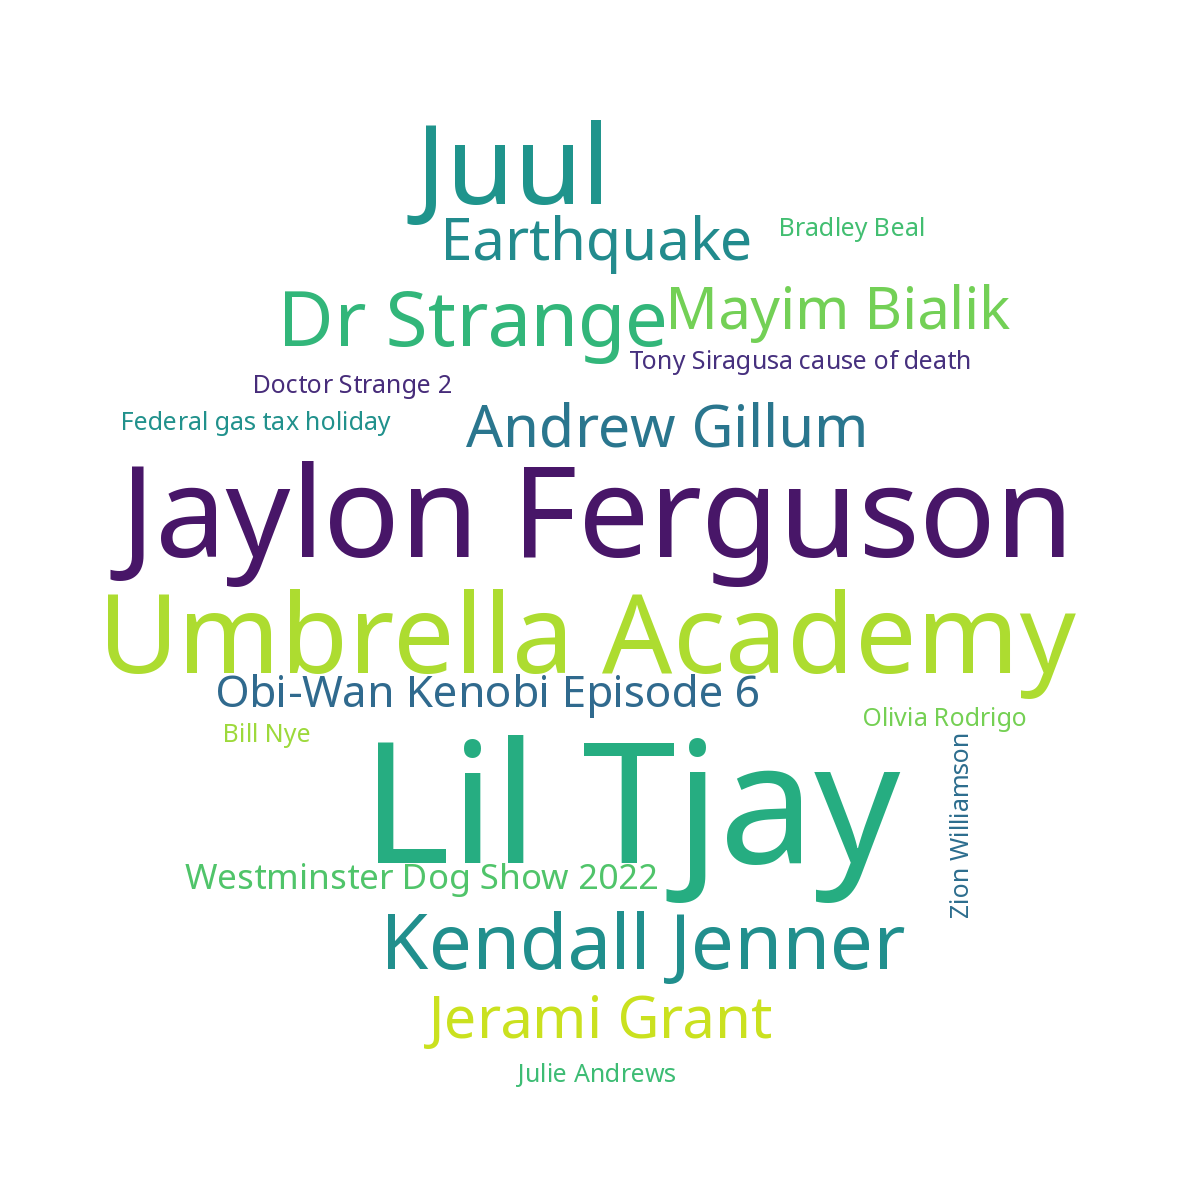 Juul
Earthquake
Bradley Beal
Dr Strange
Mayim Bialik
Tony Siragusa cause of death
Doctor Strange 2
Federal gas tax holiday
Andrew Gillum
Jaylon Ferguson
Umbrella Academy
Obi-Wan Kenobi Episode 6
Olivia Rodrigo
Bill Nye
Lil Tjay
Zion Williamson
Westminster Dog Show 2022
Kendall Jenner
Jerami Grant
Julie Andrews